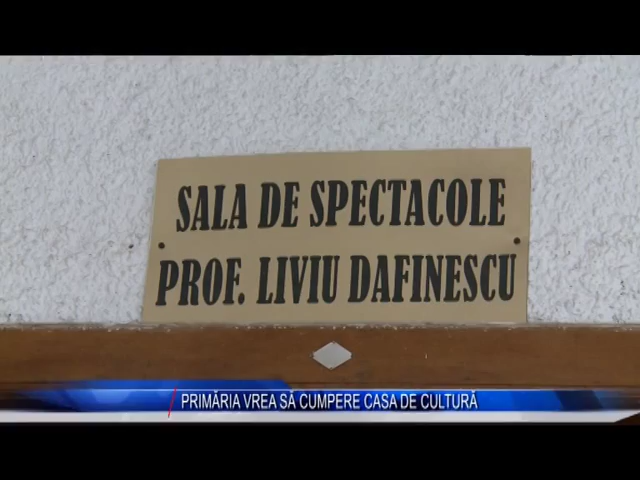 SALA DE SPECTACOLE
PROF. LIVIU DAFINESCU
PRIMĂRIA VREA SĂ CUMPERE CASA DE CULTURĂ